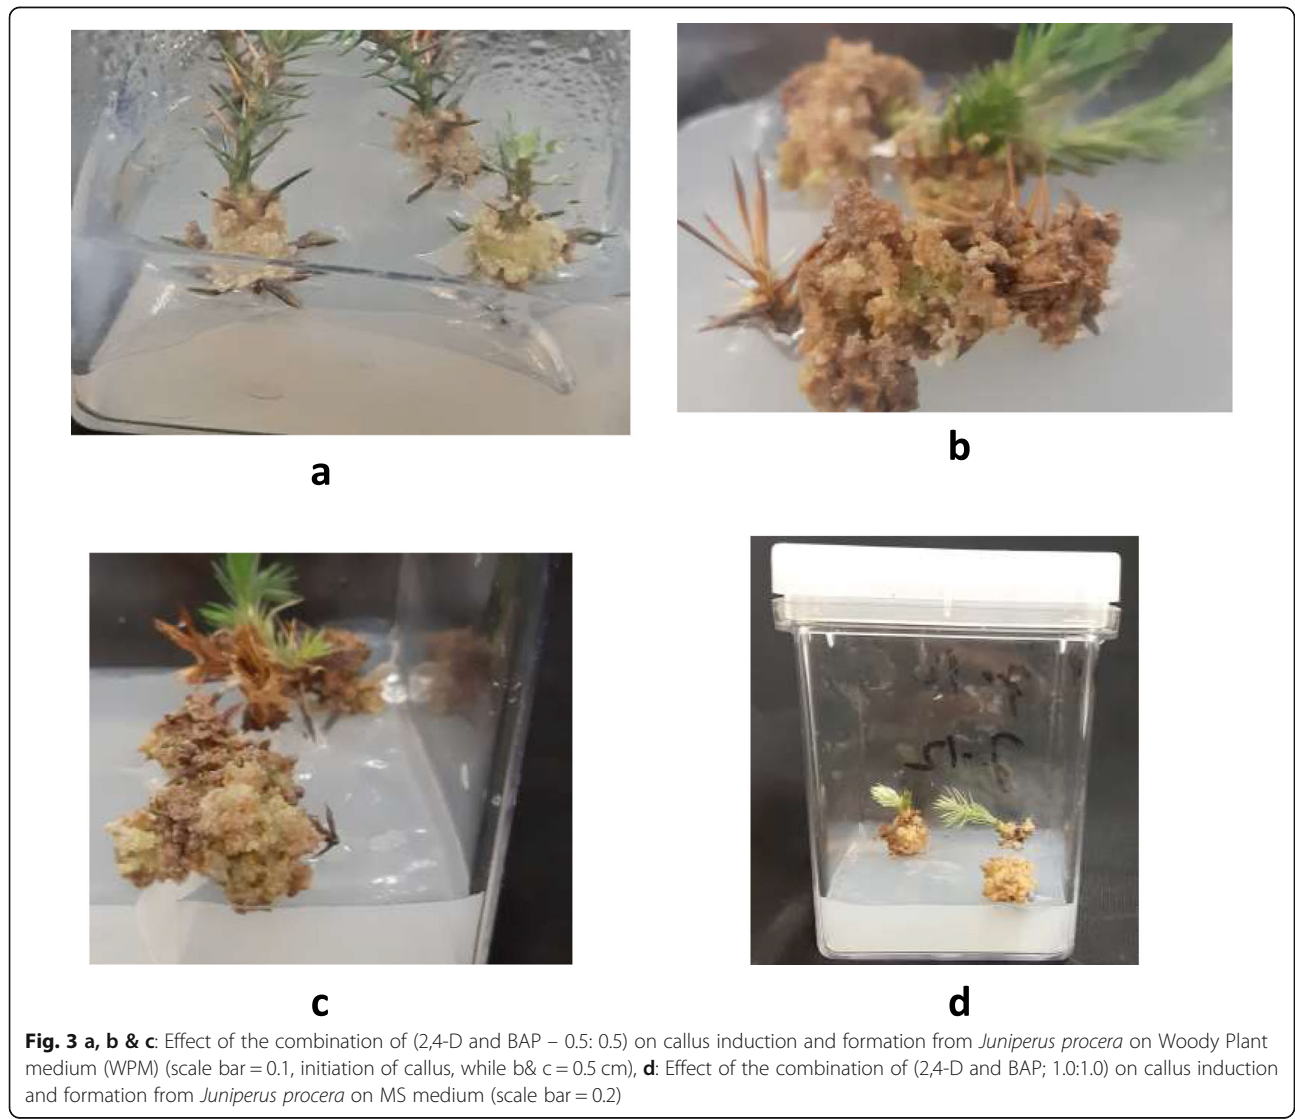 a
b
c
d
Fig. 3 a, b & c: Effect of the combination of (2,4-D and BAP – 0.5: 0.5) on callus induction and formation from Juniperus procera on Woody Plant
medium (WPM) (scale bar = 0.1, initiation of callus, while b& c = 0.5 cm), d: Effect of the combination of (2,4-D and BAP; 1.0:1.0) on callus induction
and formation from Juniperus procera on MS medium (scale bar = 0.2)